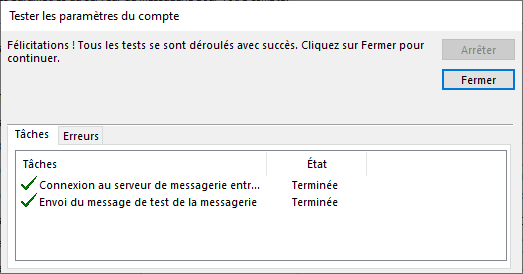 Tester les paramètres du compte
Félicitations ! Tous les tests se sont déroulés avec succès. Cliquez sur Fermer pour
continuer.
Arrêter
Fermer
Tâches
Erreurs
Tâches État
Connexion au serveur de messagerie entr... Terminée
Envoi du message de test de la messagerie Terminée